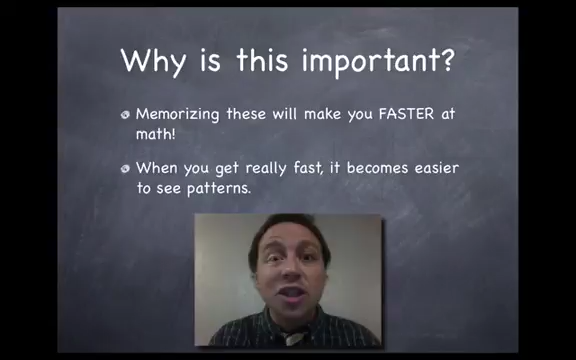 Why is this important?
Memorizing these will make you FASTER at
math!
When you get really fast, it becomes easier
to see patterns.